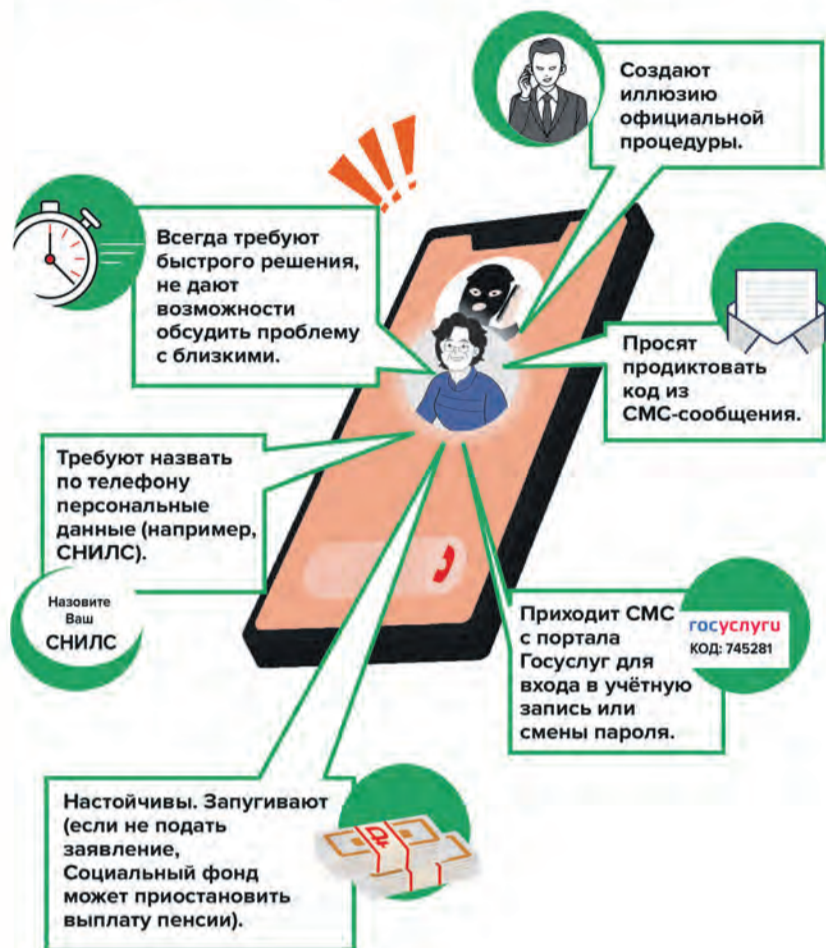 Создают
иллюзию
официальной
процедуры.
Всегда требуют
быстрого решения,
не дают
возможности
обсудить проблему
с близкими.
Просят
продиктовать
код из
СМС-сообщения.
Требуют назвать
по телефону
персональные
данные (например,
СНИЛС).
Назовите
Ваш
СНИЛС
Приходит СМС
с портала
Госуслуг для
входа в учётную
запись или
смены пароля.
госуслуги
КОД: 745281
Настойчивы. Запугивают
(если не подать
заявление,
Социальный фонд
может приостановить
выплату пенсии).